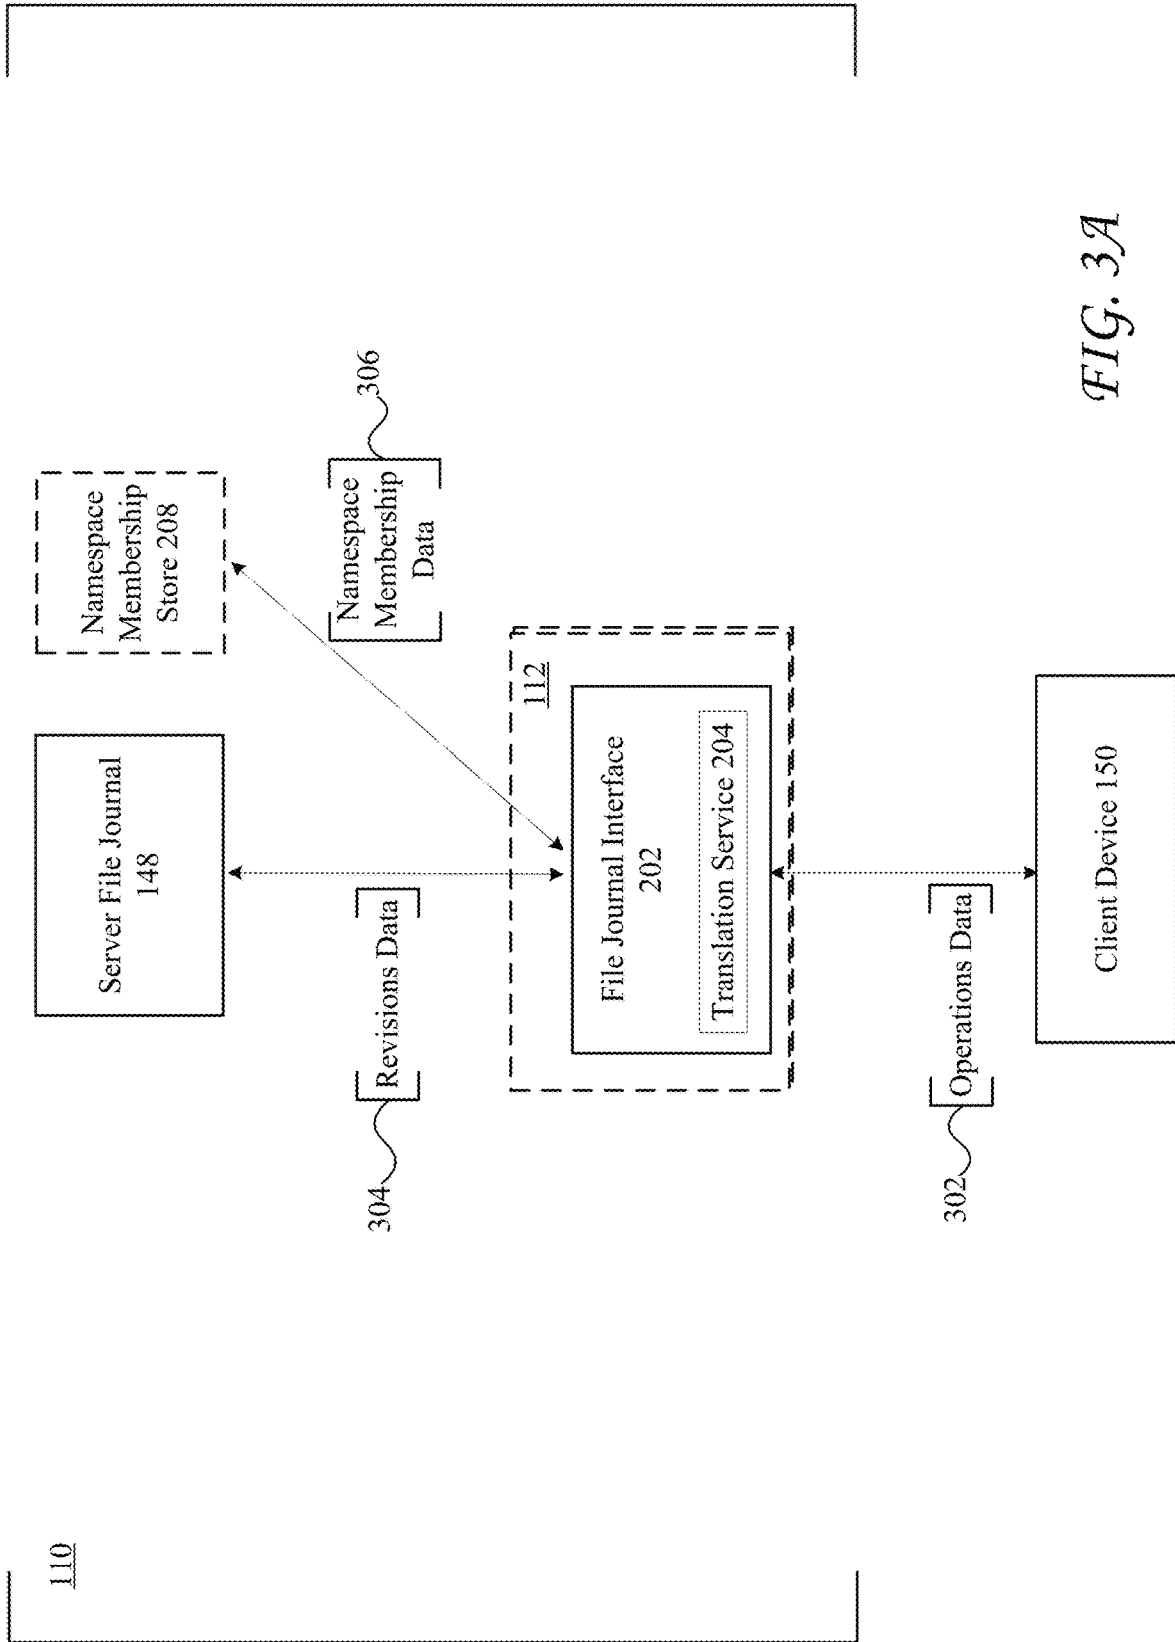 110
Server File Journal
148
Namespace
Membership
Store 208
304
Revisions Data
Namespace
Membership
Data
306
112
File Journal Interface
202
Translation Service 204
302
Operations Data
Client Device 150
FIG. 3A